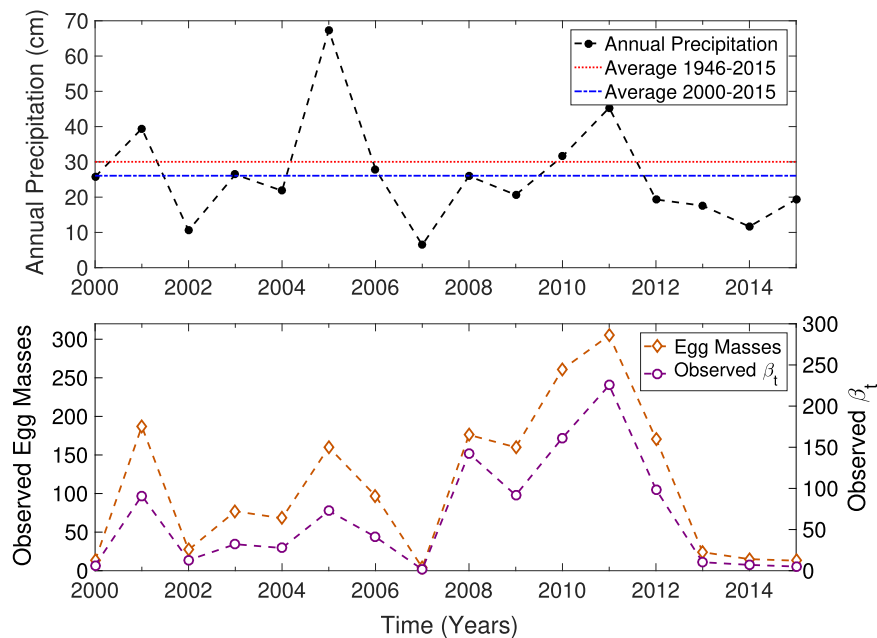 Annual Precipitation (cm)
70
60
50
40
30
20
10
0
Annual Precipitation
Average 1946-2015
Average 2000-2015
2000 2002 2004 2006 2008 2010 2012 2014
Observed Egg Masses
300
250
200
150
100
50
0
Egg Masses
Observed βt
300
250
200
150
100
50
0
Observed βt
2000 2002 2004 2006 2008 2010 2012 2014
Time (Years)